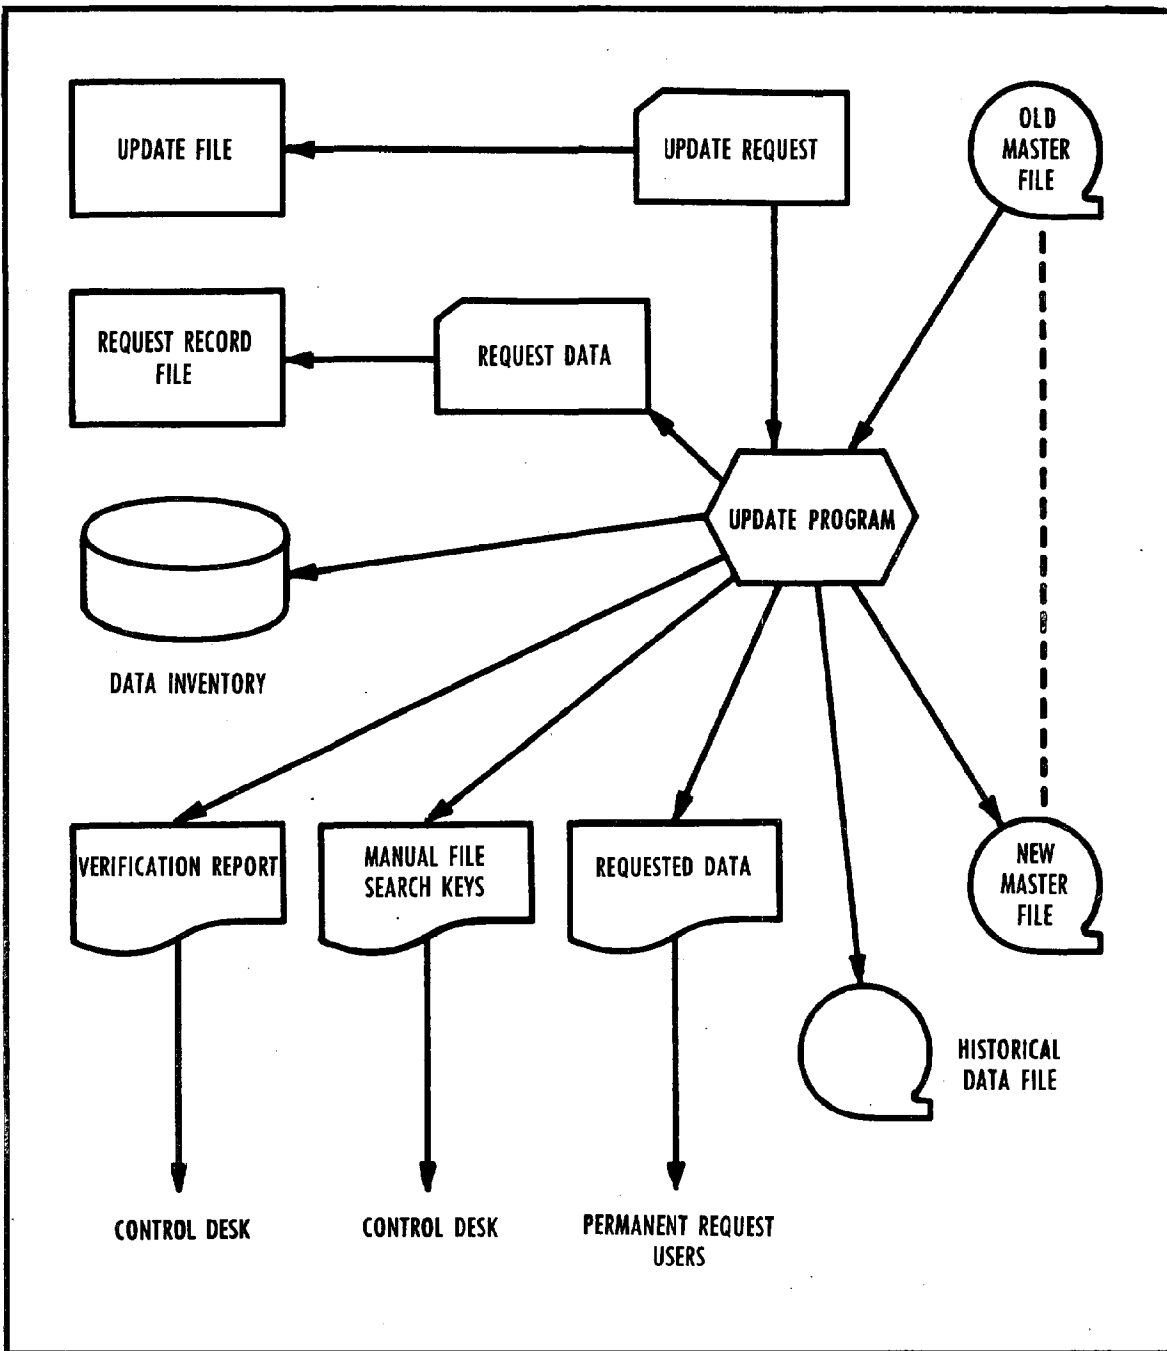 UPDATE FILE
UPDATE REQUEST
OLD
MASTER
FILE
REQUEST RECORD
FILE
REQUEST DATA
UPDATE PROGRAM
DATA INVENTORY
VERIFICATION REPORT
MANUAL FILE
SEARCH KEYS
REQUESTED DATA
NEW
MASTER
FILE
HISTORICAL
DATA FILE
CONTROL DESK
CONTROL DESK
PERMANENT REQUEST
USERS